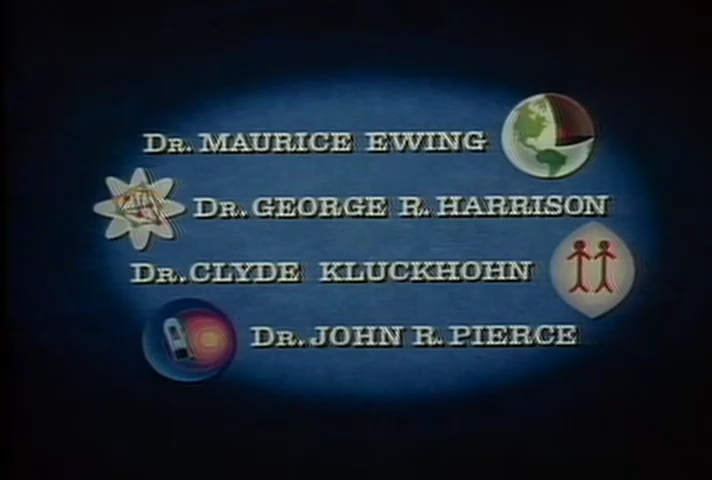 Dr. MAURICE EWING
Dr. GEORGE R. HARRISON
Dr. CLYDE KLUCKHOHN
Dr. JOHN R. PIERCE